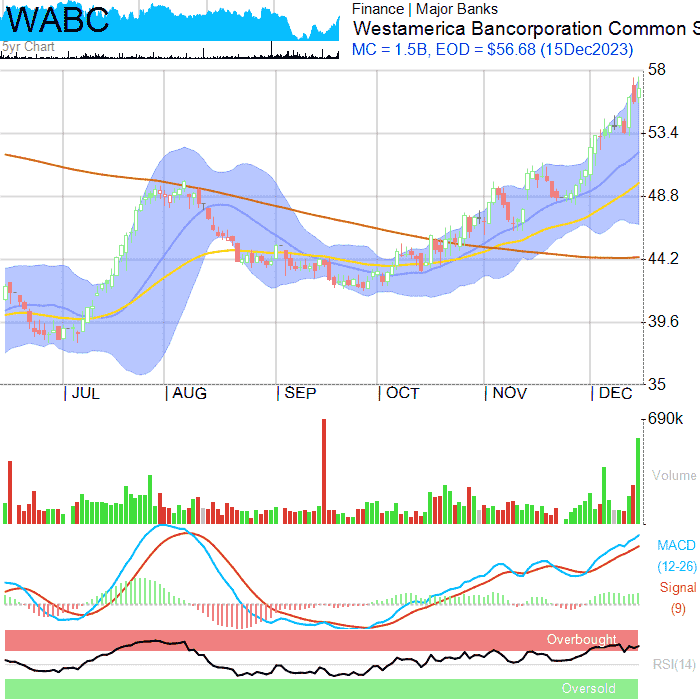 WABC
5yr Chart
Finance | Major Banks
Westamerica Bancorporation Common S
MC = 1.5B, EOD = $56.68 (15Dec2023)
58
53.4
48.8
44.2
39.6
35
JUL
AUG
SEP
OCT
NOV
DEC
690k
Volume
MACD
(12-26)
Signal
(9)
Overbought
RSI(14)
Oversold